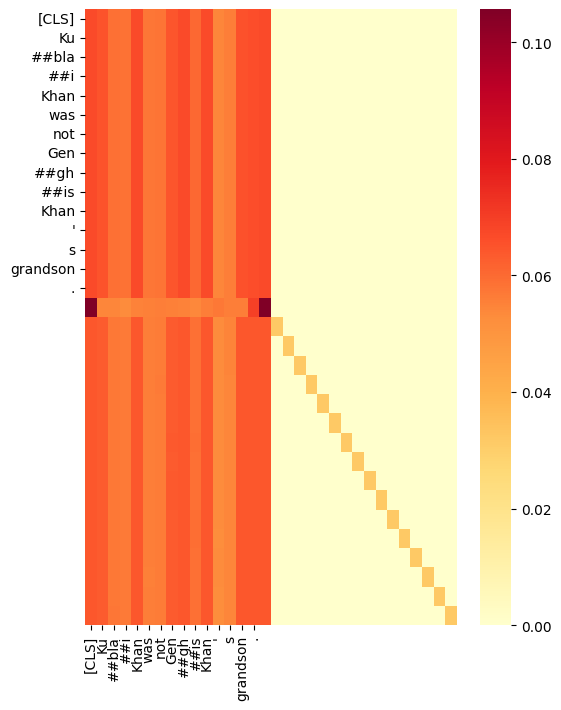 [CLS]
Ku
##bla
##i
Khan
was
not
Gen
##gh
##is
Khan
'
s
grandson
.
0.10
0.08
0.06
0.04
0.02
0.00
[CLS]
Ku
##bla
##i
Khan
was
not
Gen
##gh
##is
Khan
'
s
grandson
.